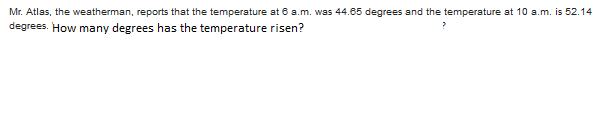 Mr. Atlas, the weatherman, reports that the temperature at 6 a.m. was 44.65 degrees and the temperature at 10 a.m. is 52.14
degrees. How many degrees has the temperature risen? ?